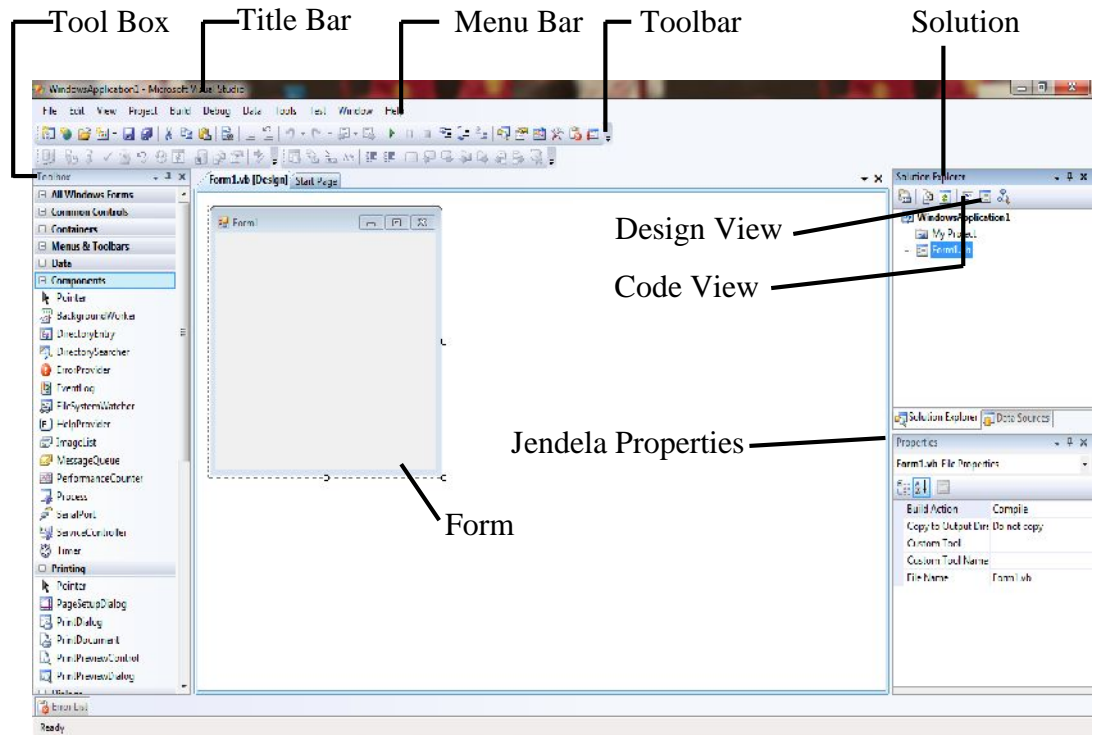 Tool Box Title Bar Menu Bar Toolbar Solution
WindowsApplication1 - Microsoft Visual Studio
File Edit View Project Build Debug Data Tools Test Window Help
Toolbox
Form1.vb [Design] Start Page
Solution Explorer
All Windows Forms
Common Controls
Containers
Menus & Toolbars
Data
Components
Pointer
BackgroundWorker
DirectoryEntry
DirectorySearcher
ErrorProvider
EventLog
FileSystemWatcher
HelpProvider
ImageList
MessageQueue
PerformanceCounter
Process
SerialPort
ServiceController
Timer
Printing
Pointer
PageSetupDialog
PrintDialog
PrintDocument
PrintPreviewControl
PrintPreviewDialog
Dialogs
Form1
Design View
Code View
Jendela Properties
Form
WindowsApplication1
My Project
Form1.vb
Solution Explorer Data Sources
Properties
Form1.vb File Properties
Build Action Compile
Copy to Output Dire Do not copy
Custom Tool
Custom Tool Name
File Name Form1.vb
Error List
Ready